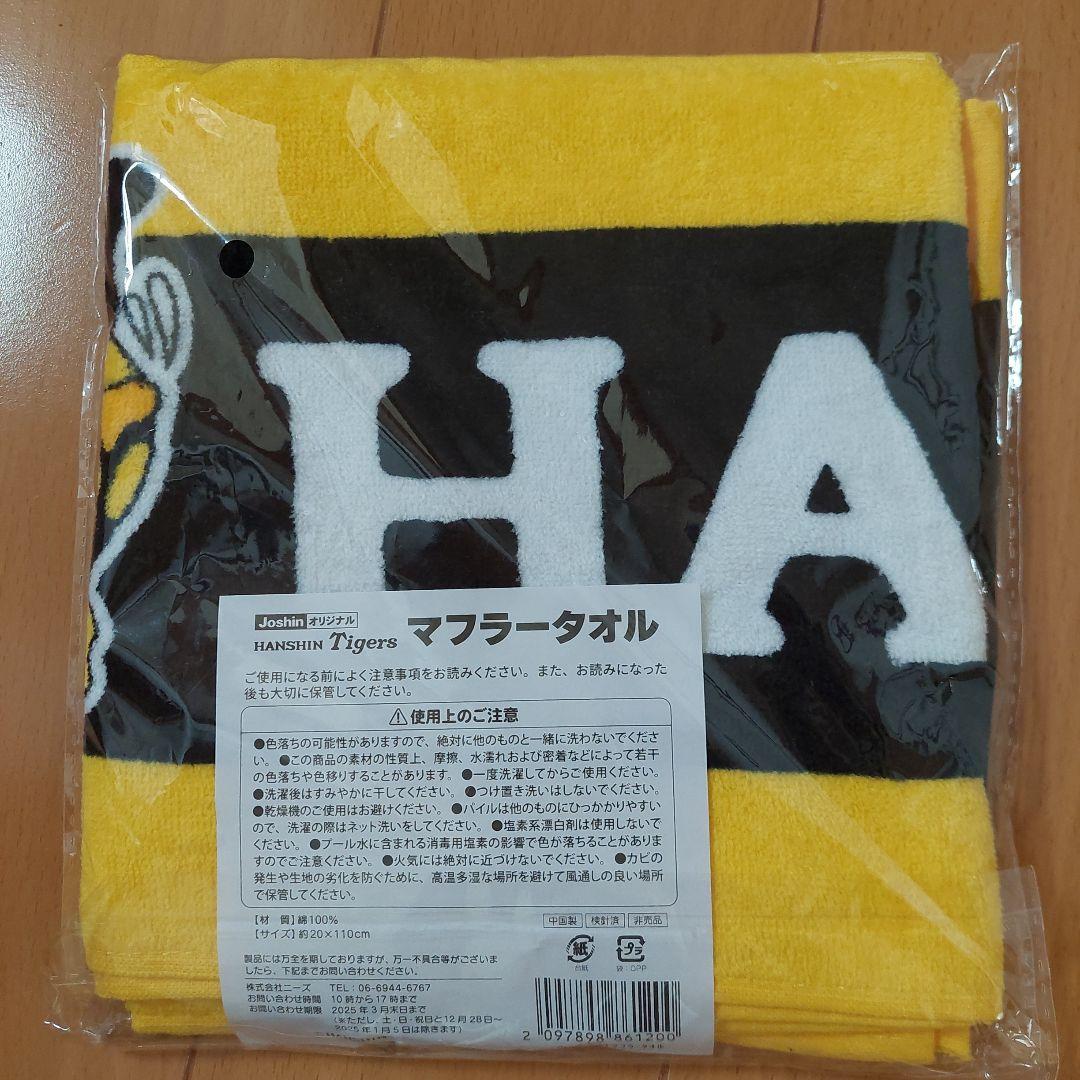 HA
Joshin オリジナル
HANSHIN Tigers マフラータオル
ご使用になる前によく注意事項をお読みください。また、お読みになった
後も大切に保管してください。
⚠使用上のご注意
●色落ちの可能性がありますので、絶対に他のものと一緒に洗わないでくださ
い。 ●この商品の素材の性質上、摩擦、水濡れおよび密着などによって若干
の色落ちや色移りすることがあります。 ●一度洗濯してからご使用ください。
●洗濯後はすみやかに干してください。 ●つけ置き洗いはしないでください。
●乾燥機のご使用はお避けください。 ●パイルは他のものにひっかかりやすい
ので、洗濯の際はネット洗いをしてください。 ●塩素系漂白剤は使用しないで
ください。 ●プール水に含まれる消毒用塩素の影響で色が落ちることがありま
すのでご注意ください。 ●火気には絶対に近づけないでください。 ●カビの
発生や生地の劣化を防ぐために、高温多湿な場所を避けて風通しの良い場所
で保管してください。
【材 質】綿100%
【サイズ】約20×110cm
中国製 検針済 非売品
紙 プラ
台紙 袋:OPP
製品には万全を期しておりますが、万一不具合等がございま
したら、下記までお問い合わせください。
株式会社ニーズ TEL:06-6944-6767
お問い合わせ時間 10時から17時まで
お問い合わせ期限 2025年3月末日まで
(※ただし、土・日・祝日と12月28日〜
2025年1月5日は除きます)
2 097898 861200